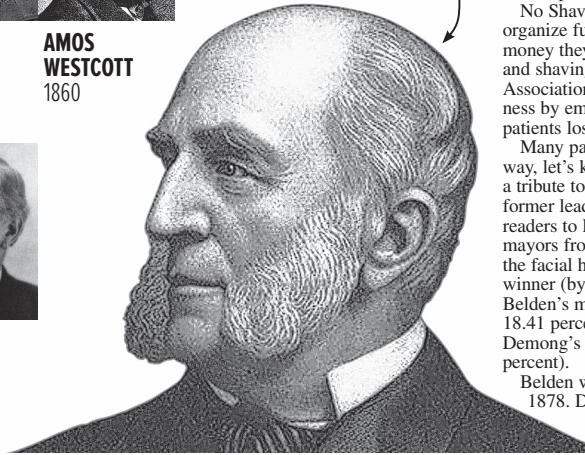 AMOS
WESTCOTT
1860
No Shav
organize fu
money they
and shavin
Association
ness by em
patients los
Many pa
way, let's k
a tribute to
former lead
readers to
mayors fro
the facial h
winner (by
Belden's m
18.41 perce
Demong's
percent).
Belden w
1878. D